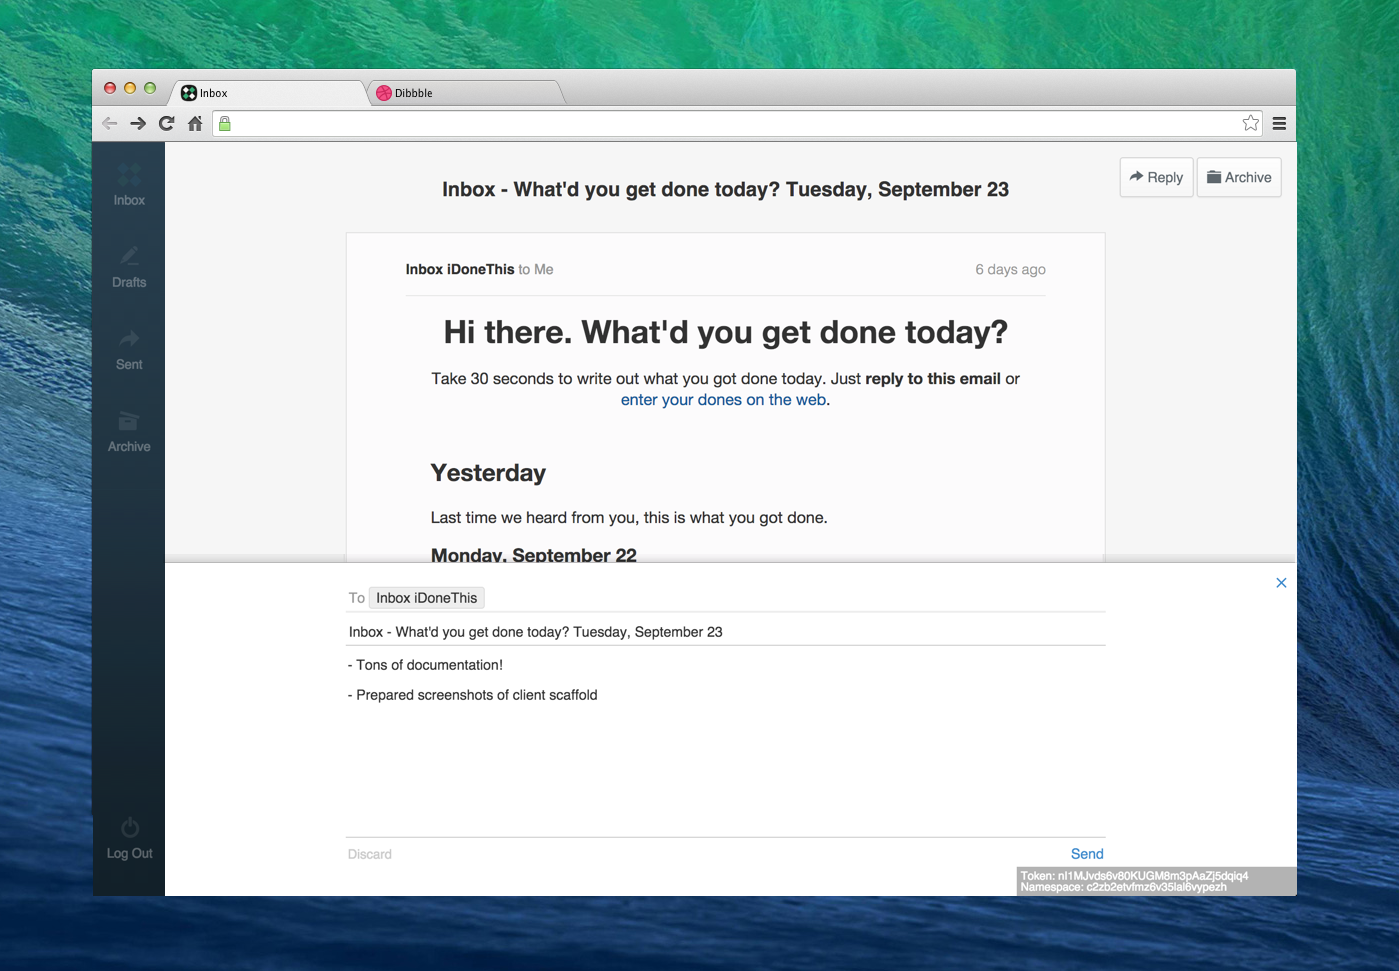 Inbox
Dibbble
Inbox
Drafts
Sent
Archive
Log Out
Inbox - What'd you get done today? Tuesday, September 23
Reply
Archive
Inbox iDoneThis to Me
6 days ago
Hi there. What'd you get done today?
Take 30 seconds to write out what you got done today. Just reply to this email or
enter your dones on the web.
Yesterday
Last time we heard from you, this is what you got done.
Monday, September 22
To Inbox iDoneThis
Inbox - What'd you get done today? Tuesday, September 23
- Tons of documentation!
- Prepared screenshots of client scaffold
Discard
Send
Token:
Namespace: